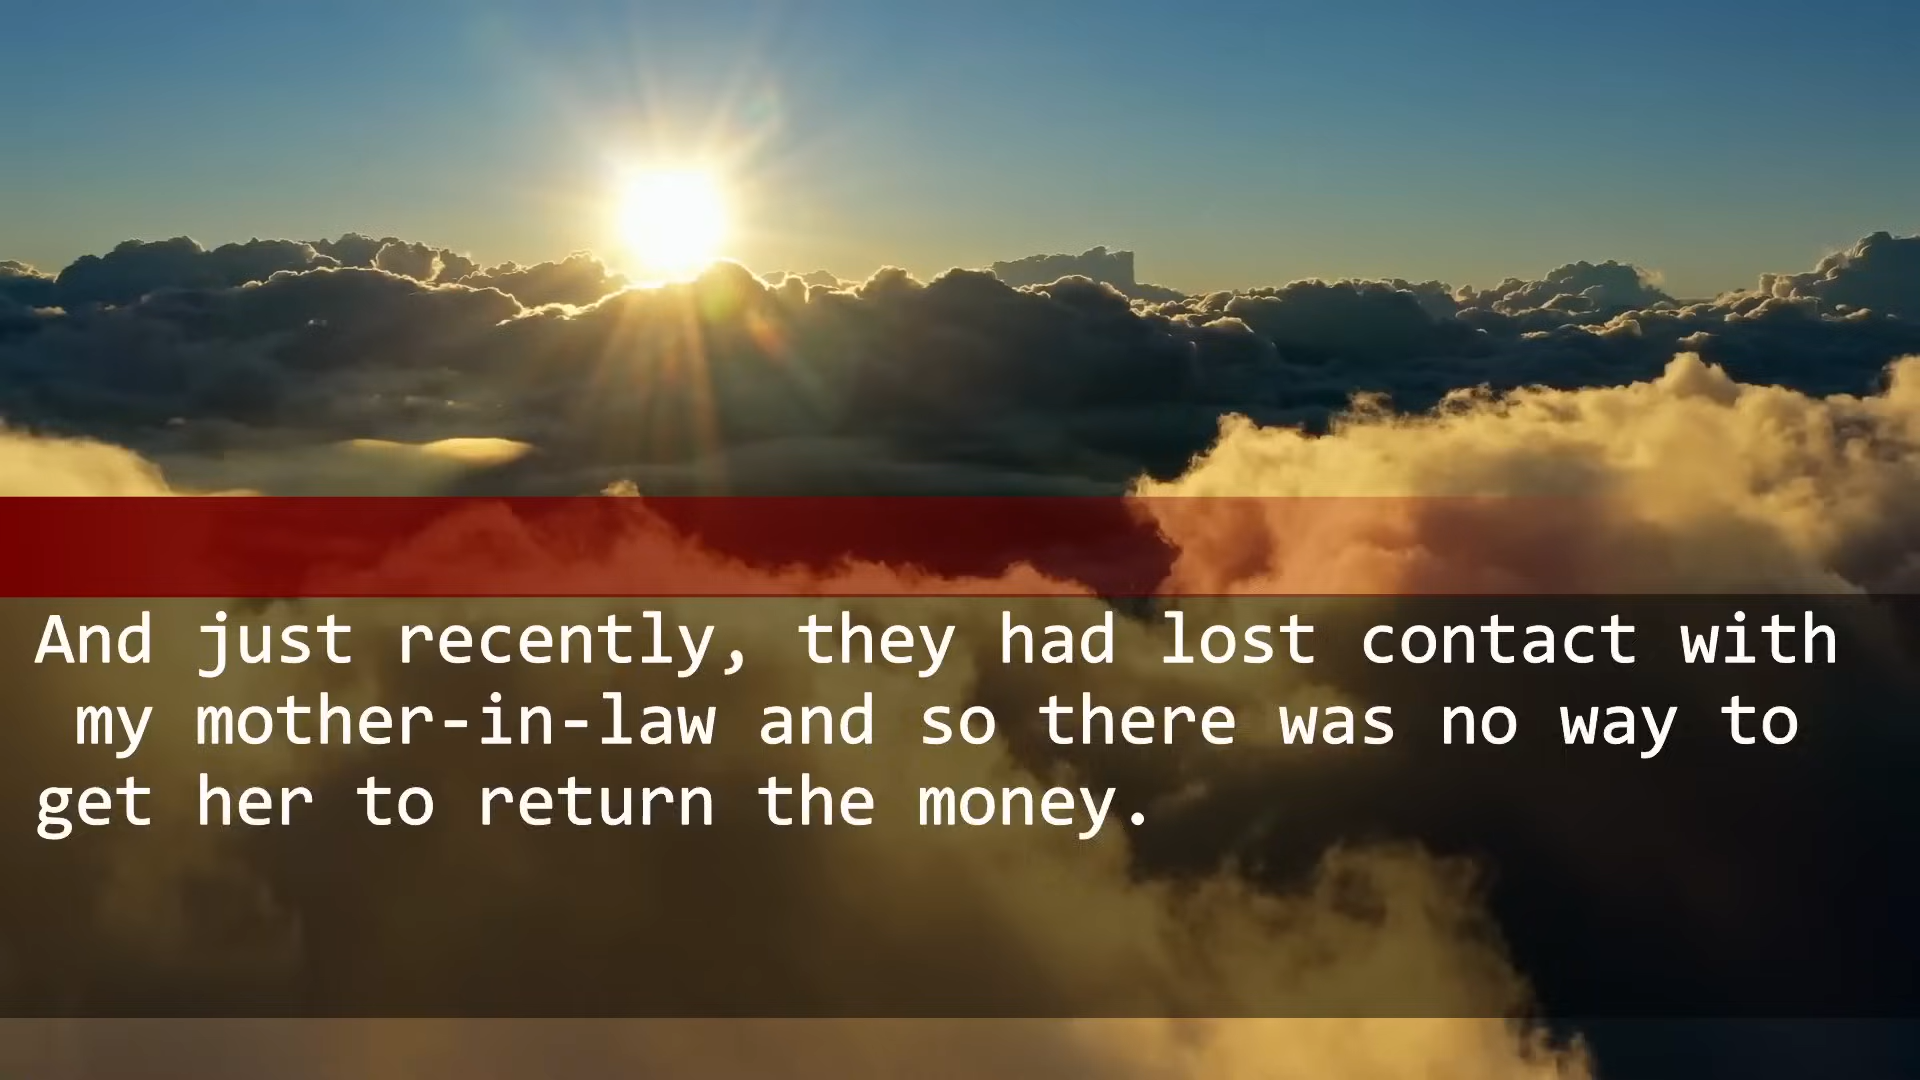 And just recently, they had lost contact with
my mother-in-law and so there was no way to
get her to return the money.